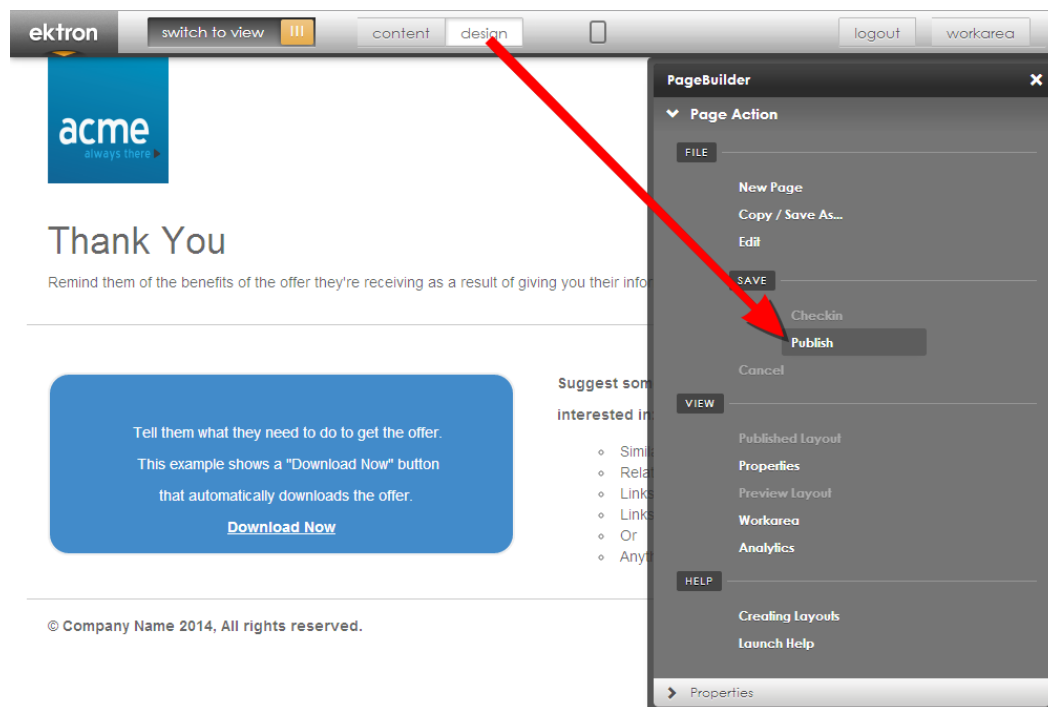 ektron
switch to view
content
design
logout
workarea
acme
always there
Thank You
Remind them of the benefits of the offer they're receiving as a result of giving you their infor
Tell them what they need to do to get the offer.
This example shows a "Download Now" button
that automatically downloads the offer.
Download Now
Suggest som
interested in
Simil
Relat
Links
Links
Or
Anyt
© Company Name 2014, All rights reserved.
PageBuilder
Page Action
FILE
New Page
Copy / Save As...
Edit
SAVE
Checkin
Publish
Cancel
VIEW
Published Layout
Properties
Preview Layout
Workarea
Analytics
HELP
Creating Layouts
Launch Help
Properties